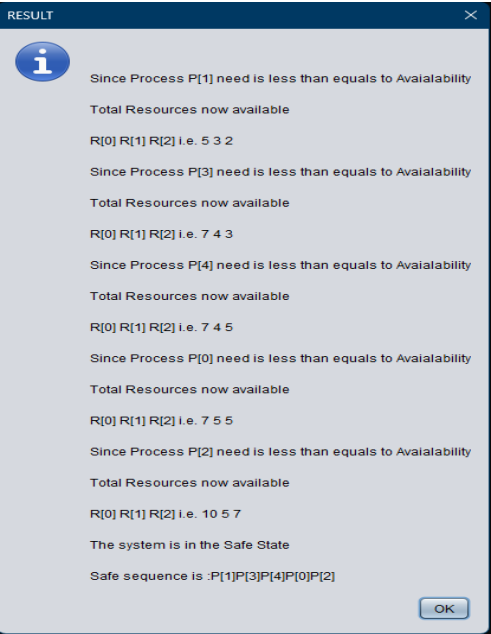 RESULT
Since Process P[1] need is less than equals to Avaialability
Total Resources now available
R[0] R[1] R[2] i.e. 5 3 2
Since Process P[3] need is less than equals to Avaialability
Total Resources now available
R[0] R[1] R[2] i.e. 7 4 3
Since Process P[4] need is less than equals to Avaialability
Total Resources now available
R[0] R[1] R[2] i.e. 7 4 5
Since Process P[0] need is less than equals to Avaialability
Total Resources now available
R[0] R[1] R[2] i.e. 7 5 5
Since Process P[2] need is less than equals to Avaialability
Total Resources now available
R[0] R[1] R[2] i.e. 10 5 7
The system is in the Safe State
Safe sequence is :P[1]P[3]P[4]P[0]P[2]
OK